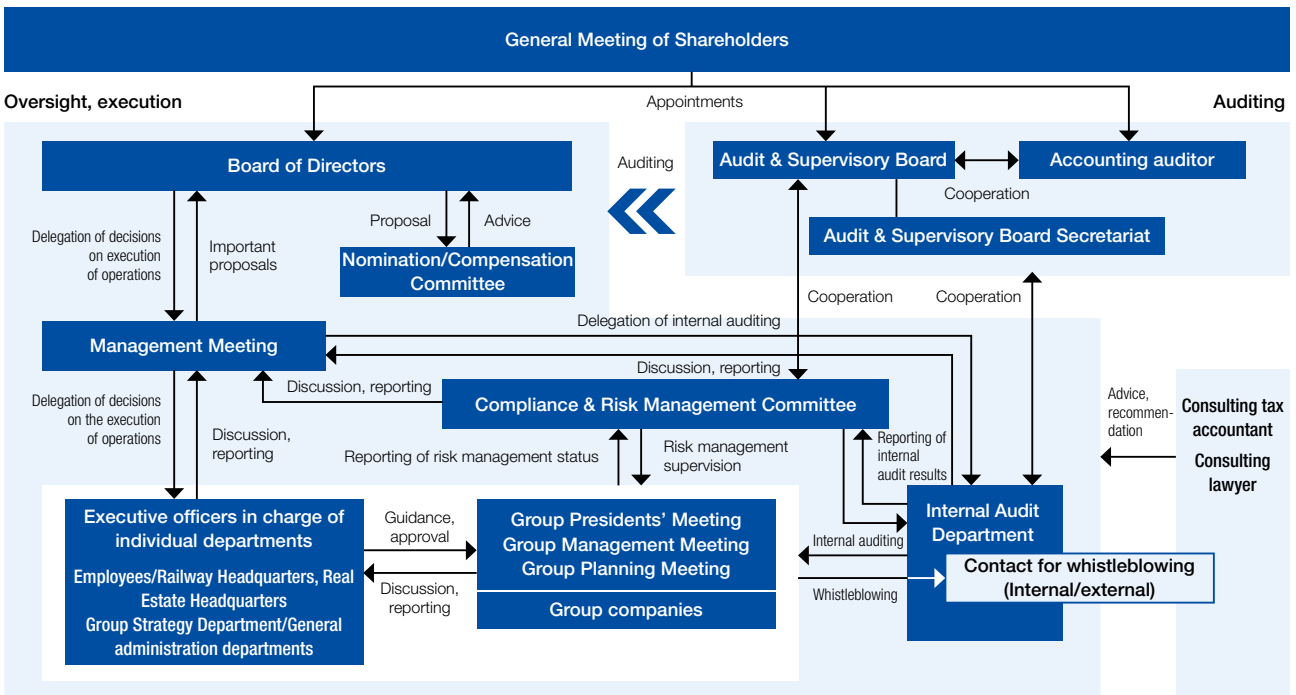 General Meeting of Shareholders
Oversight, execution
Appointments
Auditing
Board of Directors
Auditing
Audit & Supervisory Board
Accounting auditor
Cooperation
Audit & Supervisory Board Secretariat
Delegation of decisions
on execution
of operations
Important
proposals
Proposal
Advice
Nomination/Compensation
Committee
Cooperation
Cooperation
Management Meeting
Delegation of internal auditing
Discussion, reporting
Discussion, reporting
Compliance & Risk Management Committee
Delegation of decisions
on the execution
of operations
Discussion,
reporting
Reporting of risk management status
Risk management
supervision
Reporting of
internal
audit results
Advice,
recommen-
dation
Consulting tax
accountant
Consulting
lawyer
Executive officers in charge of
individual departments
Employees/Railway Headquarters, Real
Estate Headquarters
Group Strategy Department/General
administration departments
Guidance,
approval
Discussion,
reporting
Group Presidents’ Meeting
Group Management Meeting
Group Planning Meeting
Group companies
Internal auditing
Whistleblowing
Internal Audit
Department
Contact for whistleblowing
(Internal/external)